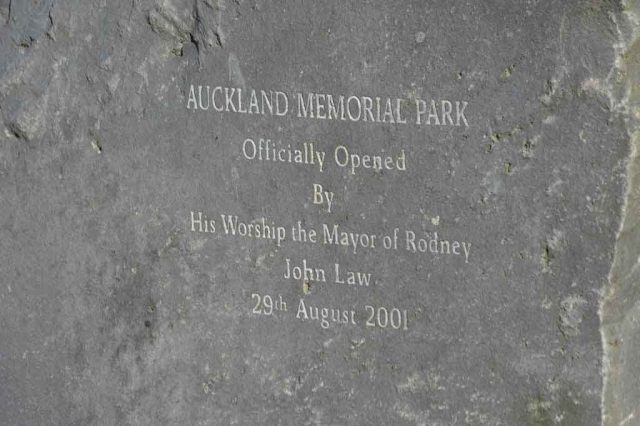 AUCKLAND MEMORIAL PARK
Officially Opened
By
His Worship the Mayor of Rodney
John Law
29th August 2001